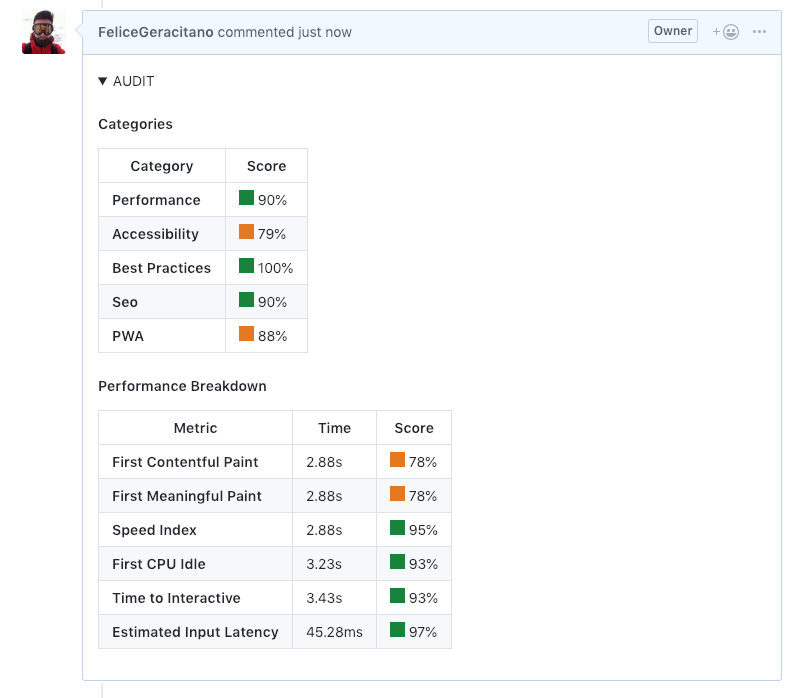 FeliceGeracitano commented just now Owner
▼ AUDIT
Categories
Category Score
Performance 90%
Accessibility 79%
Best Practices 100%
Seo 90%
PWA 88%
Performance Breakdown
Metric Time Score
First Contentful Paint 2.88s 78%
First Meaningful Paint 2.88s 78%
Speed Index 2.88s 95%
First CPU Idle 3.23s 93%
Time to Interactive 3.43s 93%
Estimated Input Latency 45.28ms 97%